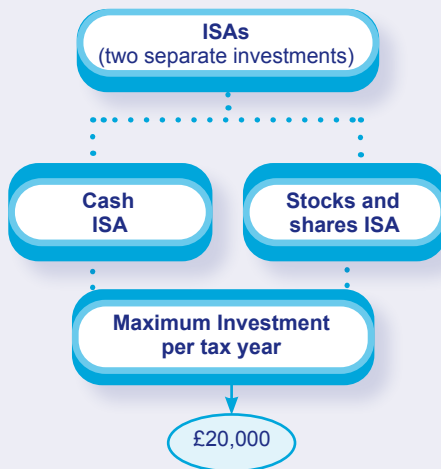 ISAs
(two separate investments)
Cash
ISA
Stocks and
shares ISA
Maximum Investment
per tax year
£20,000